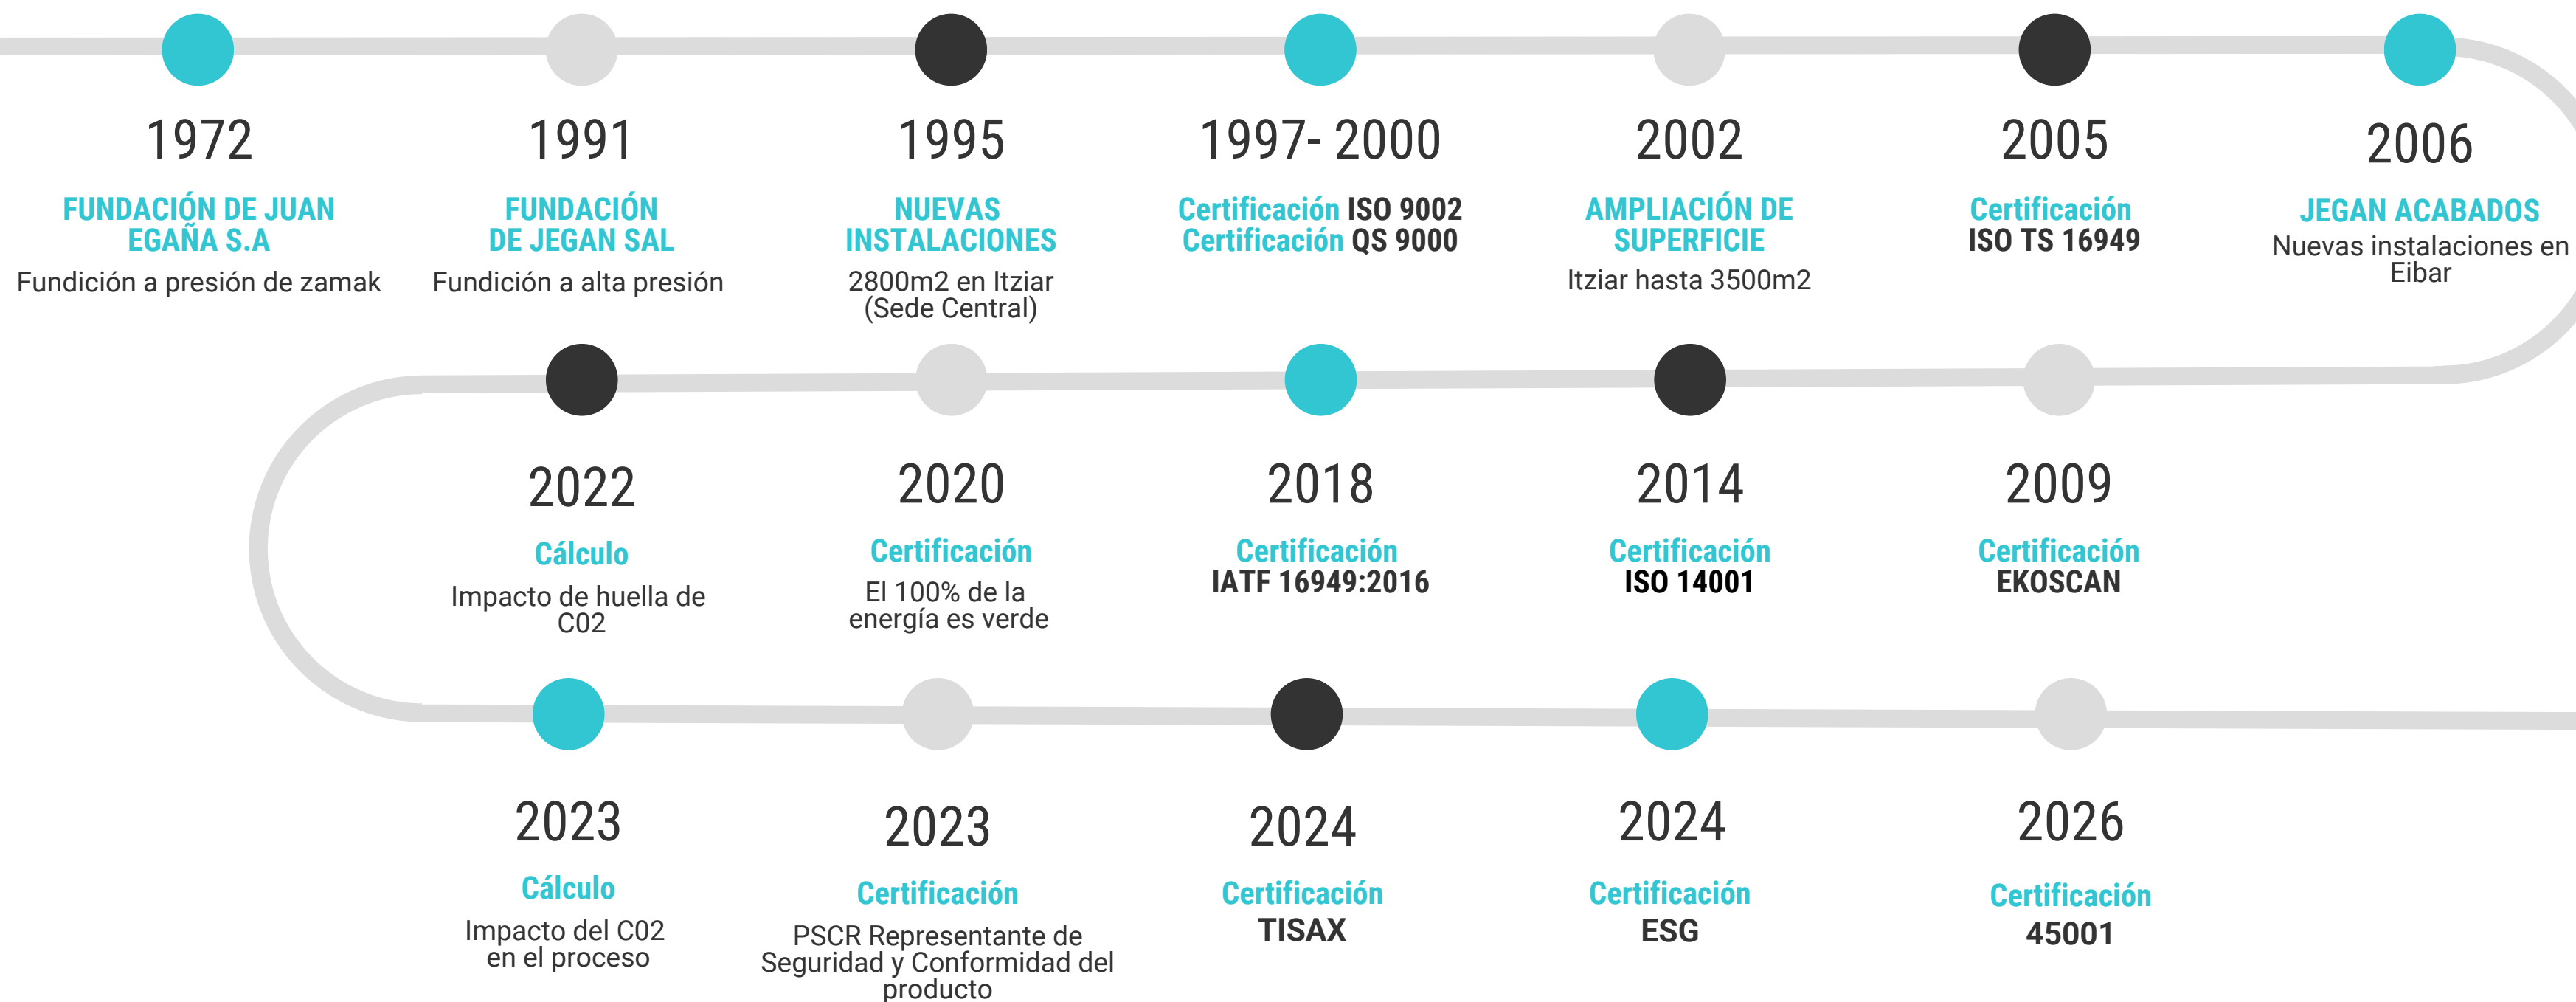 1972
FUNDACIÓN DE JUAN
EGAÑA S.A
Fundición a presión de zamak
1991
FUNDACIÓN
DE JEGAN SAL
Fundición a alta presión
1995
NUEVAS
INSTALACIONES
2800m2 en Itziar
(Sede Central)
1997- 2000
Certificación ISO 9002
Certificación QS 9000
2002
AMPLIACIÓN DE
SUPERFICIE
Itziar hasta 3500m2
2005
Certificación
ISO TS 16949
2006
JEGAN ACABADOS
Nuevas instalaciones en
Eibar
2009
Certificación
EKOSCAN
2014
Certificación
ISO 14001
2018
Certificación
IATF 16949:2016
2020
Certificación
El 100% de la
energía es verde
2022
Cálculo
Impacto de huella de
C02
2023
Cálculo
Impacto del C02
en el proceso
2023
Certificación
PSCR Representante de
Seguridad y Conformidad del
producto
2024
Certificación
TISAX
2024
Certificación
ESG
2026
Certificación
45001